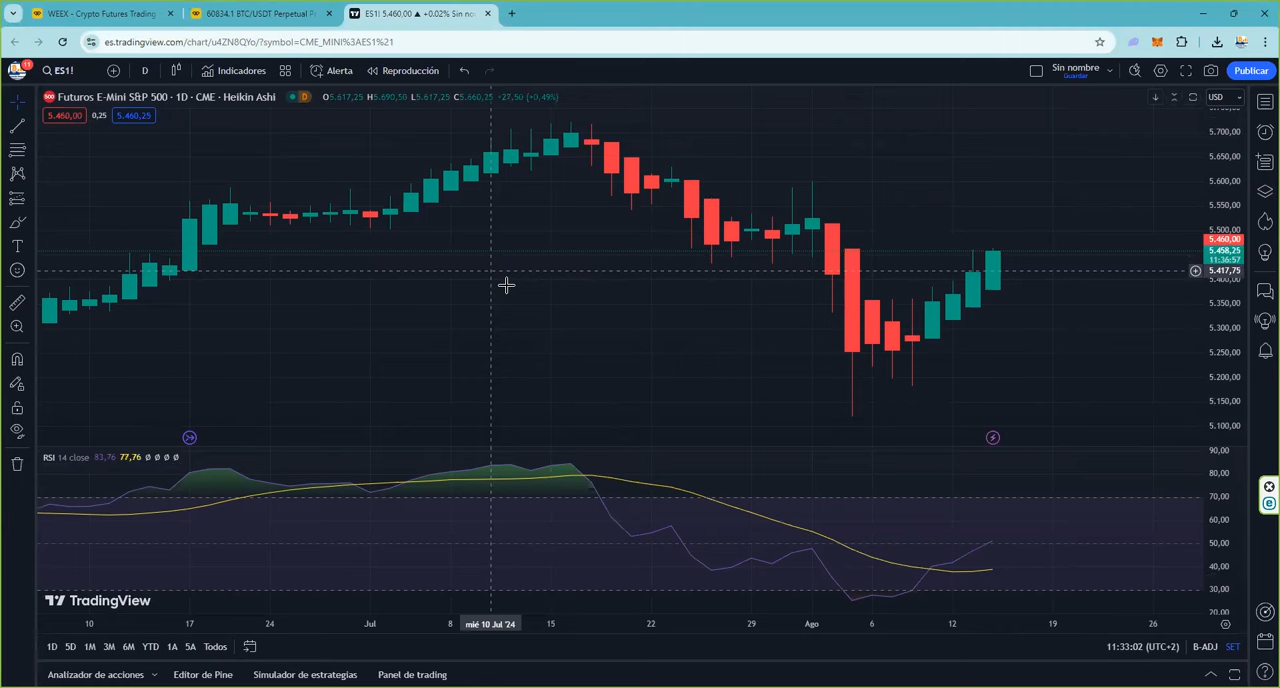 WEEX - Crypto Futures Trading
60834.1 BTC/USDT Perpetual P
ES1! 5.460,00 ▲ +0.02% Sin no
es.tradingview.com/chart/u4ZN8QYo/?symbol=CME_MINI%3AES1%21
11
ES1!
D
Indicadores
Alerta
Reproducción
Sin nombre
Guardar
Publicar
500 Futuros E-Mini S&P 500 · 1D · CME · Heikin Ashi
D
O5.617,25 H5.690,50 L5.617,25 C5.660,25 +27,50 (+0,49%)
USD
5.460,00
0,25
5.460,25
5.700,00
5.650,00
5.600,00
5.550,00
5.500,00
5.460,00
5.458,25
11:36:57
5.417,75
5.400,00
5.350,00
5.300,00
5.250,00
5.200,00
5.150,00
5.100,00
RSI 14 close 83,76 77,76 Ø Ø Ø Ø
90,00
80,00
70,00
60,00
50,00
40,00
30,00
20,00
TradingView
10
17
24
Jul
8
mié 10 Jul '24
15
22
29
Ago
6
12
19
26
1D
5D
1M
3M
6M
YTD
1A
5A
Todos
11:33:02 (UTC+2)
B-ADJ
SET
Analizador de acciones
Editor de Pine
Simulador de estrategias
Panel de trading